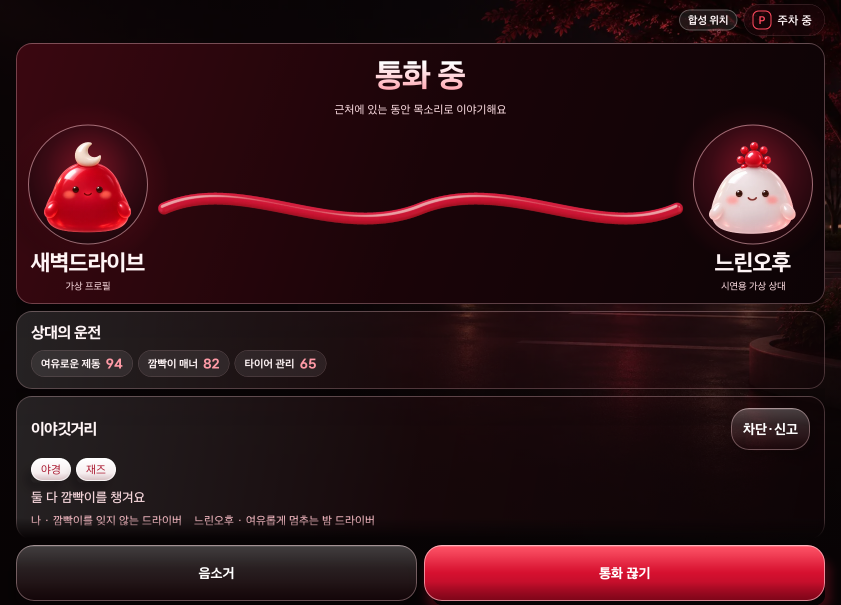 합성 위치 P 주차 중
통화 중
근처에 있는 동안 목소리로 이야기해요
새벽드라이브 느린오후
가상 프로필 시연용 가상 상대
상대의 운전
여유로운 제동 94 깜빡이 매너 82 타이어 관리 65
이야깃거리 차단·신고
야경 재즈
둘 다 깜빡이를 챙겨요
나 · 깜빡이를 잊지 않는 드라이버 느린오후 · 여유롭게 멈추는 밤 드라이버
음소거 통화 끊기